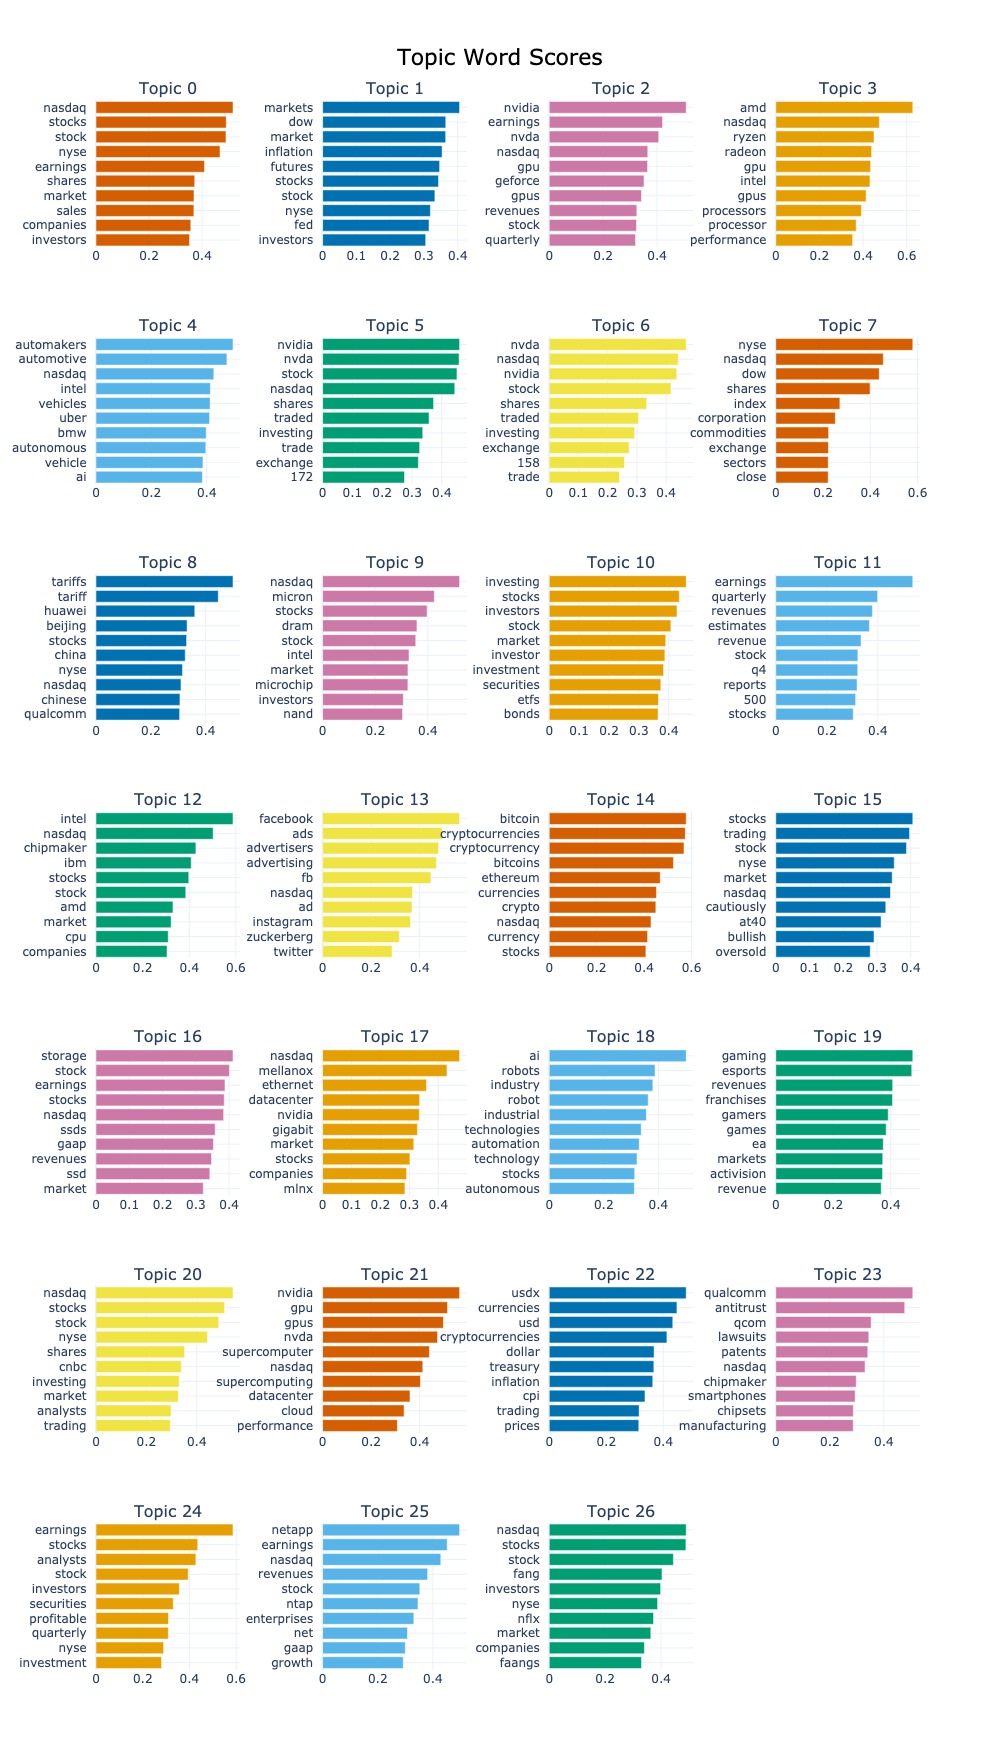 Topic Word Scores
Topic 0
nasdaq
stocks
stock
nyse
earnings
shares
market
sales
companies
investors
0 0.2 0.4
Topic 1
markets
dow
market
inflation
futures
stocks
stock
nyse
fed
investors
0 0.1 0.2 0.3 0.4
Topic 2
nvidia
earnings
nvda
nasdaq
gpu
geforce
gpus
revenues
stock
quarterly
0 0.2 0.4
Topic 3
amd
nasdaq
ryzen
radeon
gpu
intel
gpus
processors
processor
performance
0 0.2 0.4 0.6
Topic 4
automakers
automotive
nasdaq
intel
vehicles
uber
bmw
autonomous
vehicle
ai
0 0.2 0.4
Topic 5
nvidia
nvda
stock
nasdaq
shares
traded
investing
trade
exchange
172
0 0.1 0.2 0.3 0.4
Topic 6
nvda
nasdaq
nvidia
stock
shares
traded
investing
exchange
158
trade
0 0.1 0.2 0.3 0.4
Topic 7
nyse
nasdaq
dow
shares
index
corporation
commodities
exchange
sectors
close
0 0.2 0.4 0.6
Topic 8
tariffs
tariff
huawei
beijing
stocks
china
nyse
nasdaq
chinese
qualcomm
0 0.2 0.4
Topic 9
nasdaq
micron
stocks
dram
stock
intel
market
microchip
investors
nand
0 0.2 0.4
Topic 10
investing
stocks
investors
stock
market
investor
investment
securities
etfs
bonds
0 0.1 0.2 0.3 0.4
Topic 11
earnings
quarterly
revenues
estimates
revenue
stock
q4
reports
500
stocks
0 0.2 0.4
Topic 12
intel
nasdaq
chipmaker
ibm
stocks
stock
amd
market
cpu
companies
0 0.2 0.4 0.6
Topic 13
facebook
ads
advertisers
advertising
fb
nasdaq
ad
instagram
zuckerberg
twitter
0 0.2 0.4
Topic 14
bitcoin
cryptocurrencies
cryptocurrency
bitcoins
ethereum
currencies
crypto
nasdaq
currency
stocks
0 0.2 0.4 0.6
Topic 15
stocks
trading
stock
nyse
market
nasdaq
cautiously
at40
bullish
oversold
0 0.1 0.2 0.3 0.4
Topic 16
storage
stock
earnings
stocks
nasdaq
ssds
gaap
revenues
ssd
market
0 0.1 0.2 0.3 0.4
Topic 17
nasdaq
mellanox
ethernet
datacenter
nvidia
gigabit
market
stocks
companies
mlnx
0 0.1 0.2 0.3 0.4
Topic 18
ai
robots
industry
robot
industrial
technologies
automation
technology
stocks
autonomous
0 0.2 0.4
Topic 19
gaming
esports
revenues
franchises
gamers
games
ea
markets
activision
revenue
0 0.2 0.4
Topic 20
nasdaq
stocks
stock
nyse
shares
cnbc
investing
market
analysts
trading
0 0.2 0.4
Topic 21
nvidia
gpu
gpus
nvda
supercomputer
nasdaq
supercomputing
datacenter
cloud
performance
0 0.2 0.4
Topic 22
usdx
currencies
usd
cryptocurrencies
dollar
treasury
inflation
cpi
trading
prices
0 0.2 0.4
Topic 23
qualcomm
antitrust
qcom
lawsuits
patents
nasdaq
chipmaker
smartphones
chipsets
manufacturing
0 0.2 0.4
Topic 24
earnings
stocks
analysts
stock
investors
securities
profitable
quarterly
nyse
investment
0 0.2 0.4 0.6
Topic 25
netapp
earnings
nasdaq
revenues
stock
ntap
enterprises
net
gaap
growth
0 0.2 0.4
Topic 26
nasdaq
stocks
stock
fang
investors
nyse
nflx
market
companies
faangs
0 0.2 0.4